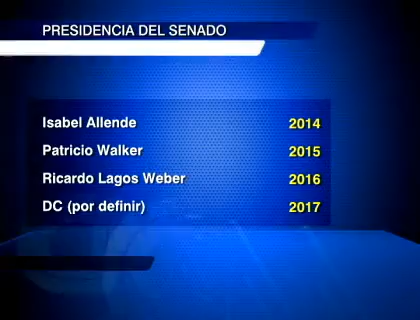 PRESIDENCIA DEL SENADO
Isabel Allende 2014
Patricio Walker 2015
Ricardo Lagos Weber 2016
DC (por definir) 2017